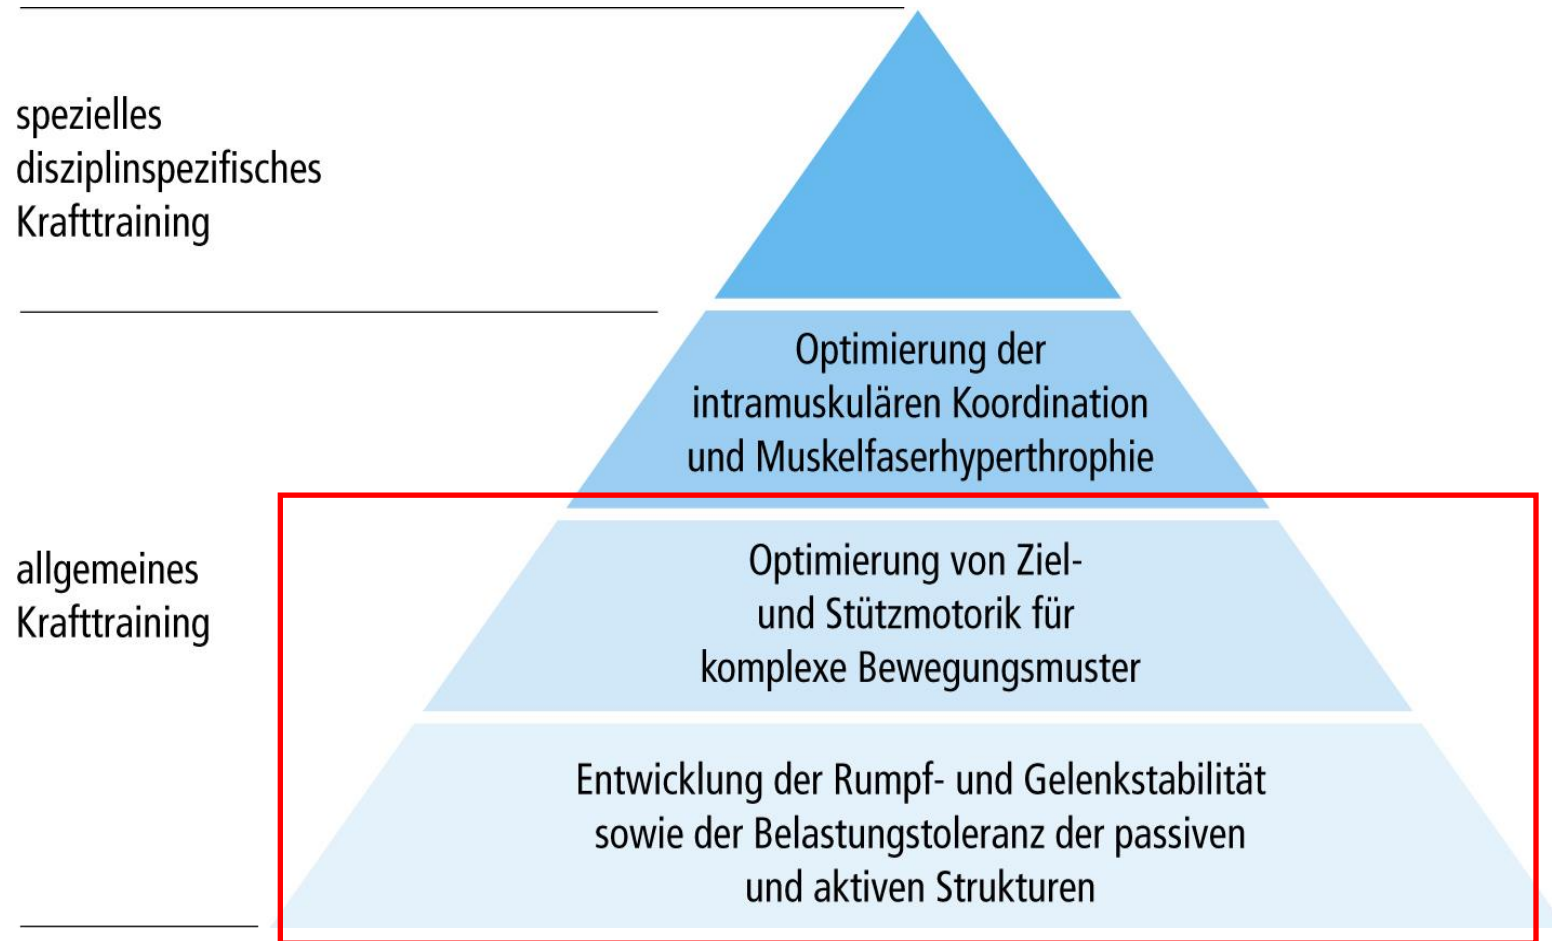 spezielles
disziplinspezifisches
Krafttraining
Optimierung der
intramuskulären Koordination
und Muskelfaserhyperthrophie
allgemeines
Krafttraining
Optimierung von Ziel-
und Stützmotorik für
komplexe Bewegungsmuster
Entwicklung der Rumpf- und Gelenkstabilität
sowie der Belastungstoleranz der passiven
und aktiven Strukturen